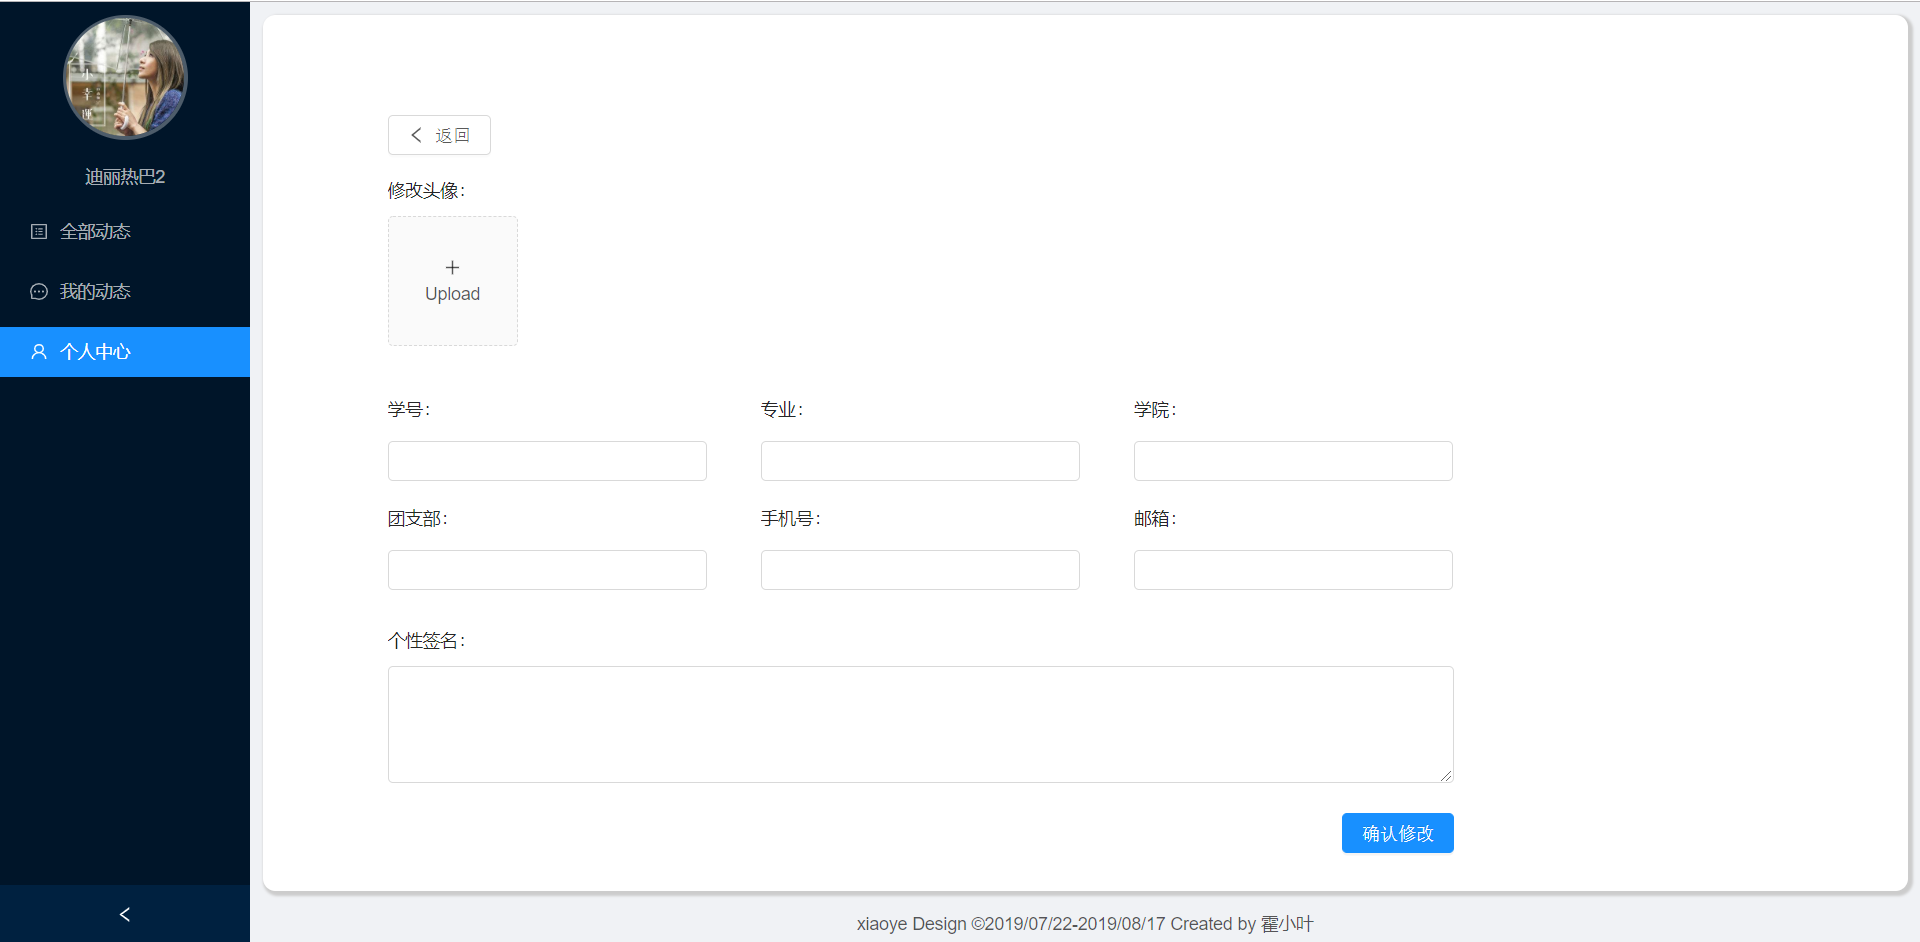 小
幸
运
迪丽热巴2
全部动态
我的动态
个人中心
返回
修改头像：
Upload
学号：
专业：
学院：
团支部：
手机号：
邮箱：
个性签名：
确认修改
xiaoye Design ©2019/07/22-2019/08/17 Created by 霍小叶